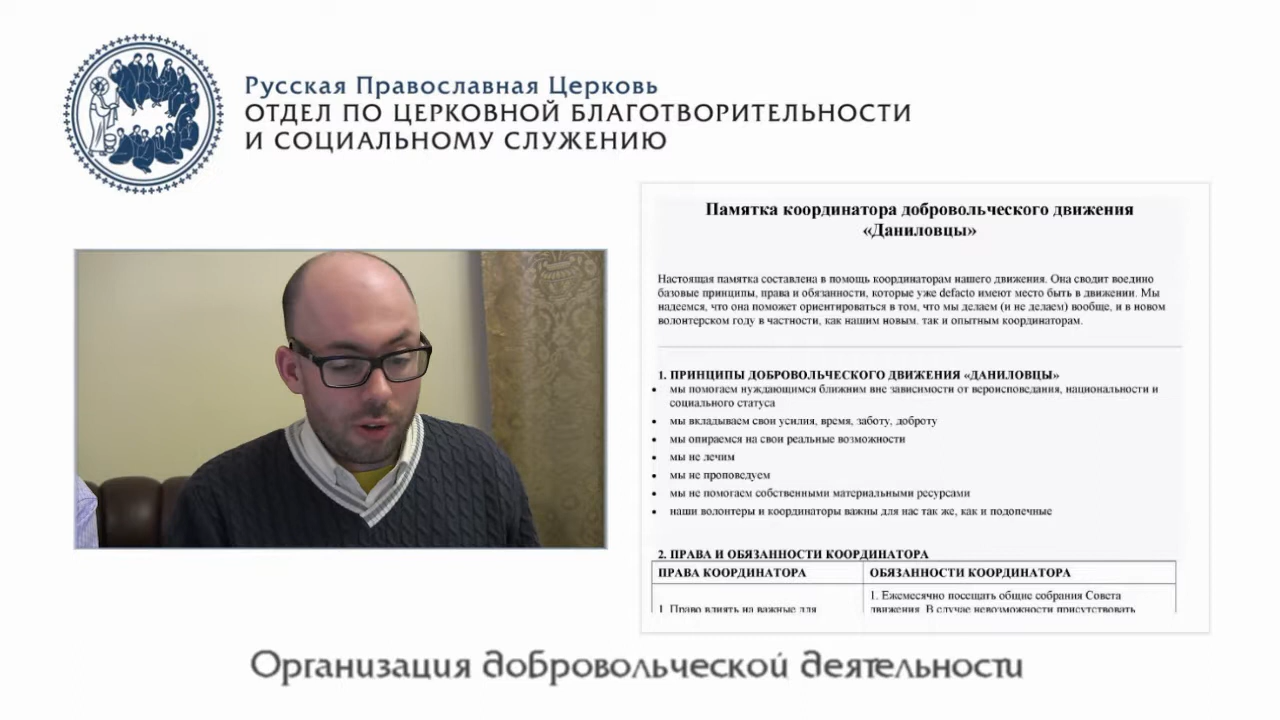 Русская Православная Церковь
ОТДЕЛ ПО ЦЕРКОВНОЙ БЛАГОТВОРИТЕЛЬНОСТИ
И СОЦИАЛЬНОМУ СЛУЖЕНИЮ
Памятка координатора добровольческого движения
«Даниловцы»
Настоящая памятка составлена в помощь координаторам нашего движения. Она сводит воедино
базовые принципы, права и обязанности, которые уже defacto имеют место быть в движении. Мы
надеемся, что она поможет ориентироваться в том, что мы делаем (и не делаем) вообще, и в новом
волонтерском году в частности, как нашим новым, так и опытным координаторам.
1. ПРИНЦИПЫ ДОБРОВОЛЬЧЕСКОГО ДВИЖЕНИЯ «ДАНИЛОВЦЫ»
• мы помогаем нуждающимся ближним вне зависимости от вероисповедания, национальности и
социального статуса
• мы вкладываем свои усилия, время, заботу, доброту
• мы опираемся на свои реальные возможности
• мы не лечим
• мы не проповедуем
• мы не помогаем собственными материальными ресурсами
• наши волонтеры и координаторы важны для нас так же, как и подопечные
2. ПРАВА И ОБЯЗАННОСТИ КООРДИНАТОРА
ПРАВА КООРДИНАТОРА
ОБЯЗАННОСТИ КООРДИНАТОРА
1. Право влиять на важные для
1. Ежемесячно посещать общие собрания Совета
движения. В случае невозможности присутствовать
Организация добровольческой деятельности